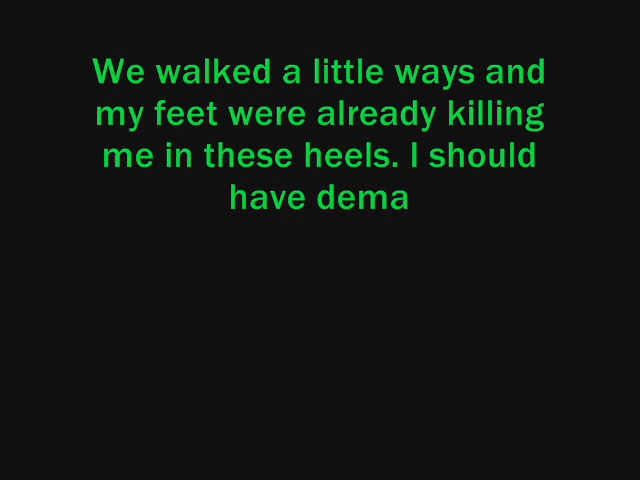 We walked a little ways and
my feet were already killing
me in these heels. I should
have dema